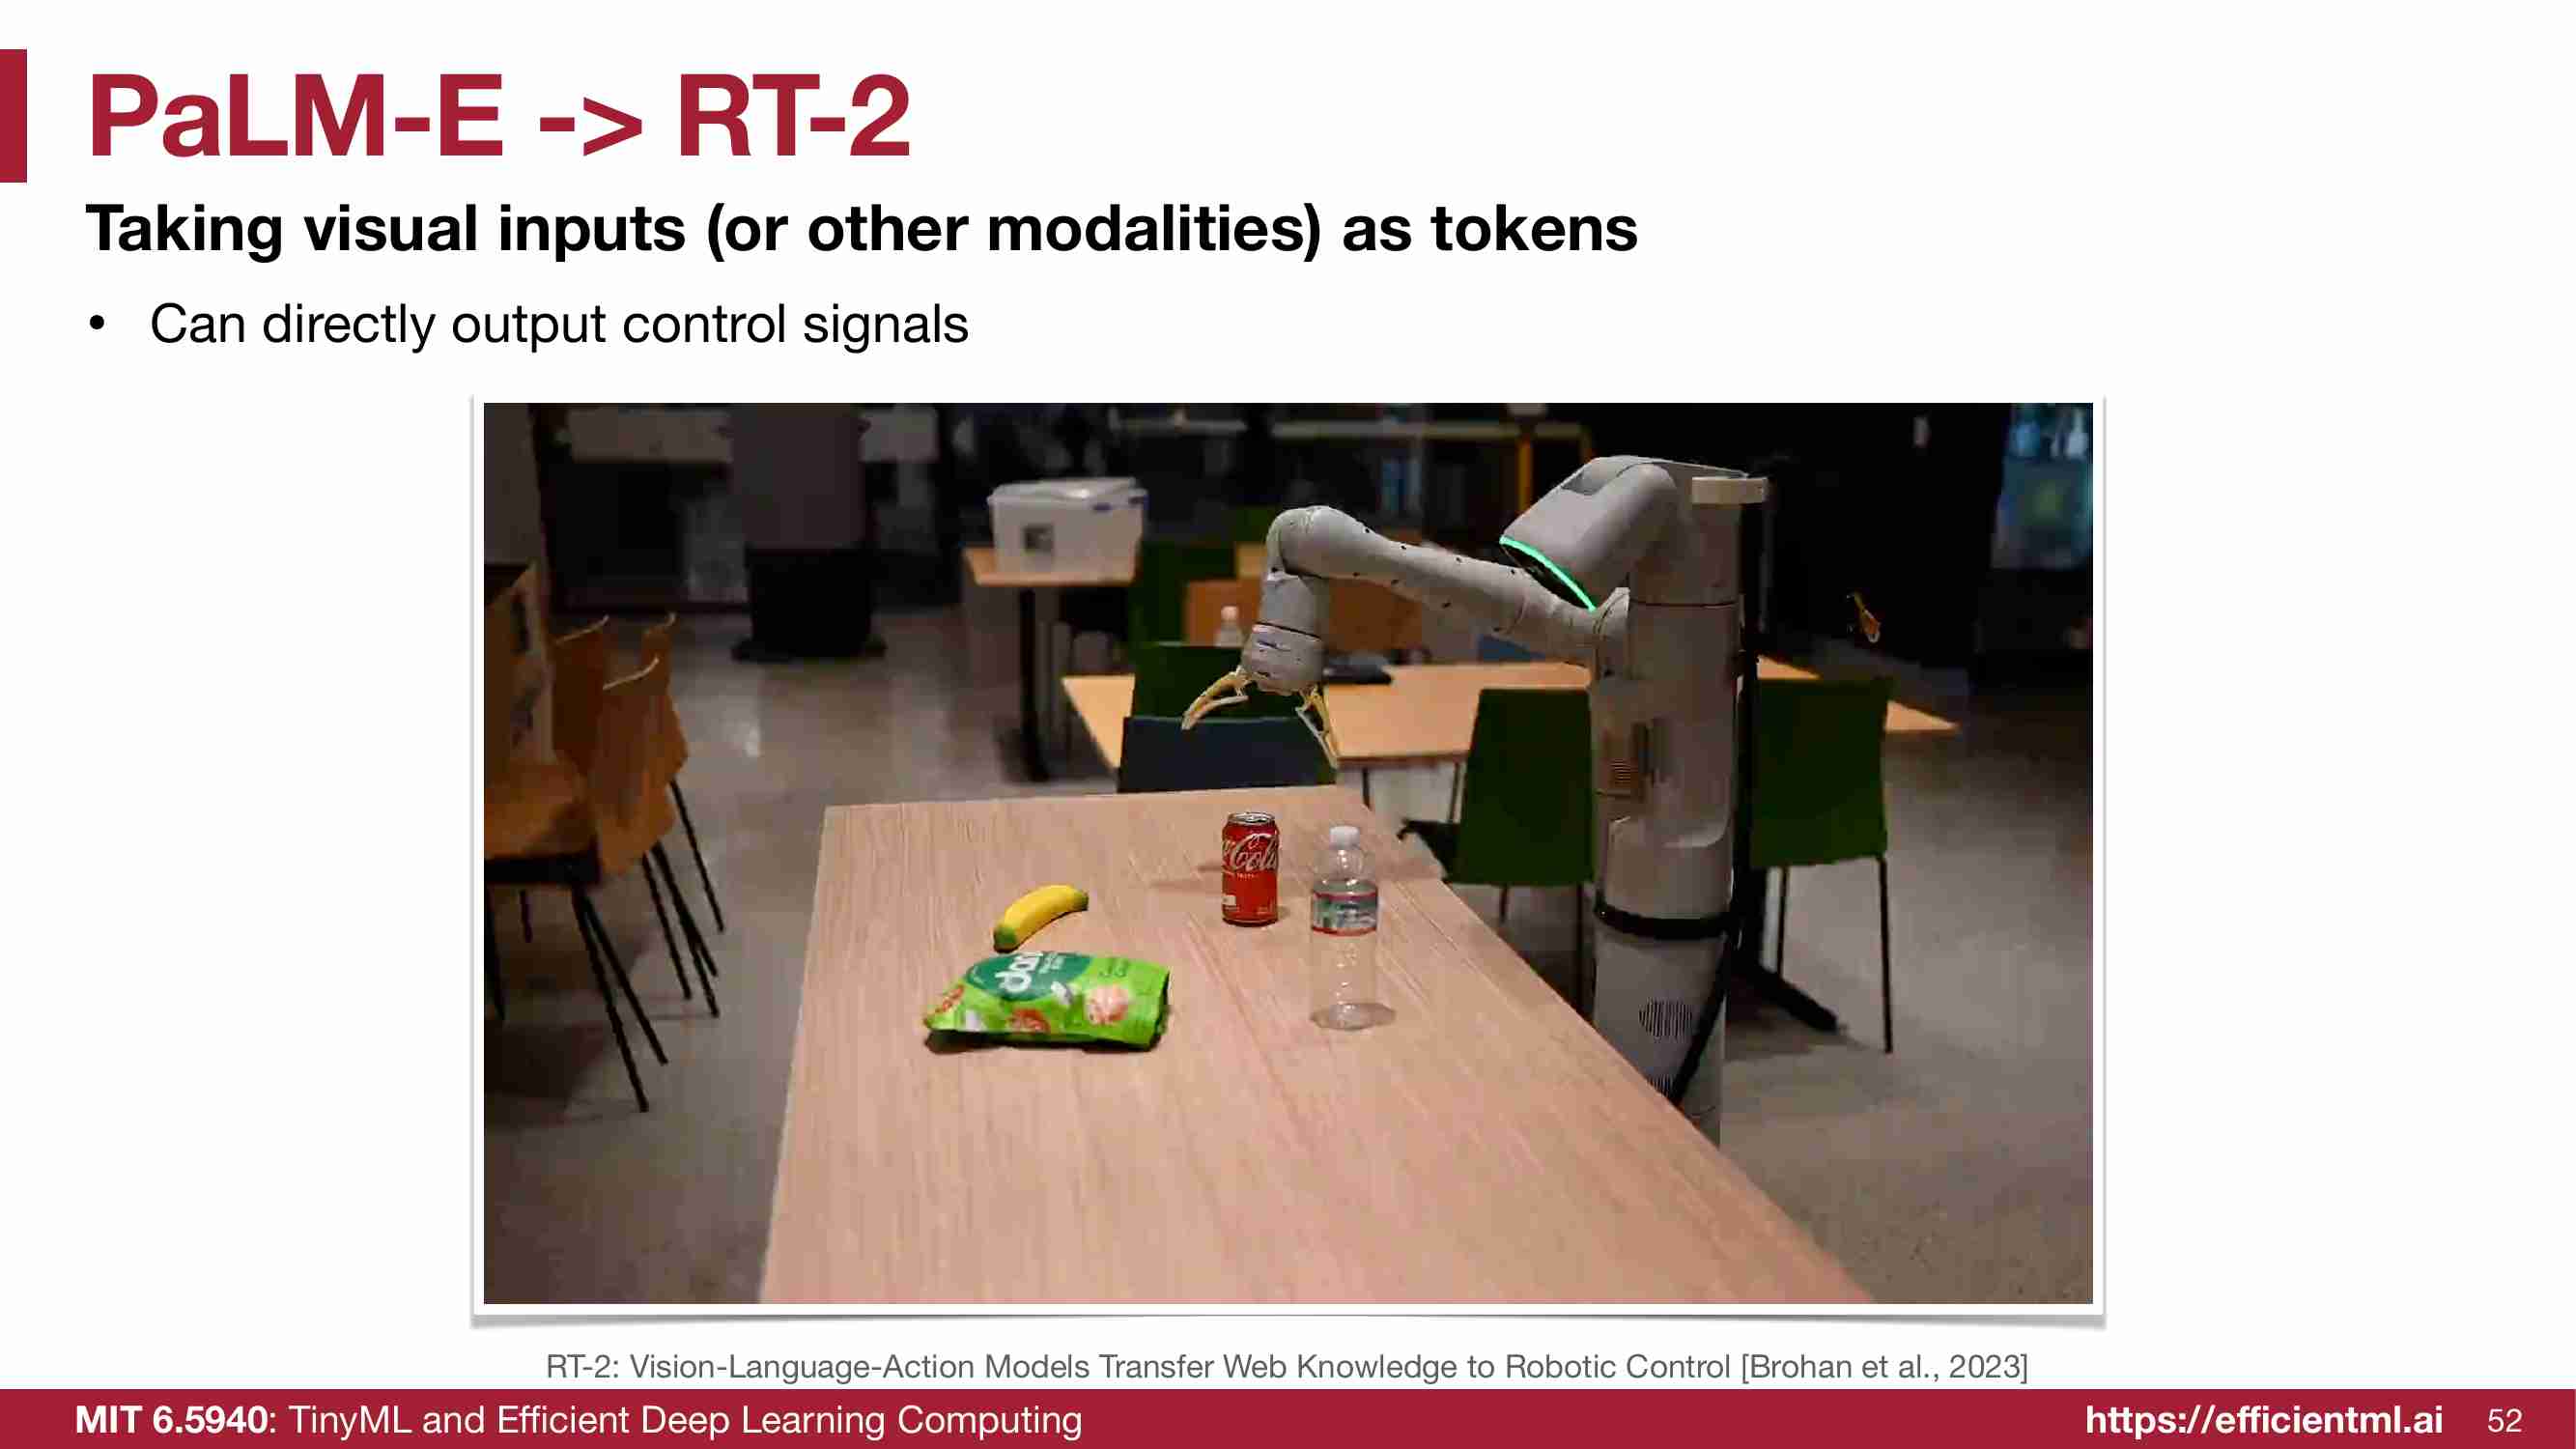 PaLM-E -> RT-2
Taking visual inputs (or other modalities) as tokens
• Can directly output control signals
RT-2: Vision-Language-Action Models Transfer Web Knowledge to Robotic Control [Brohan et al., 2023]
MIT 6.5940: TinyML and Efficient Deep Learning Computing
https://efficientml.ai
52